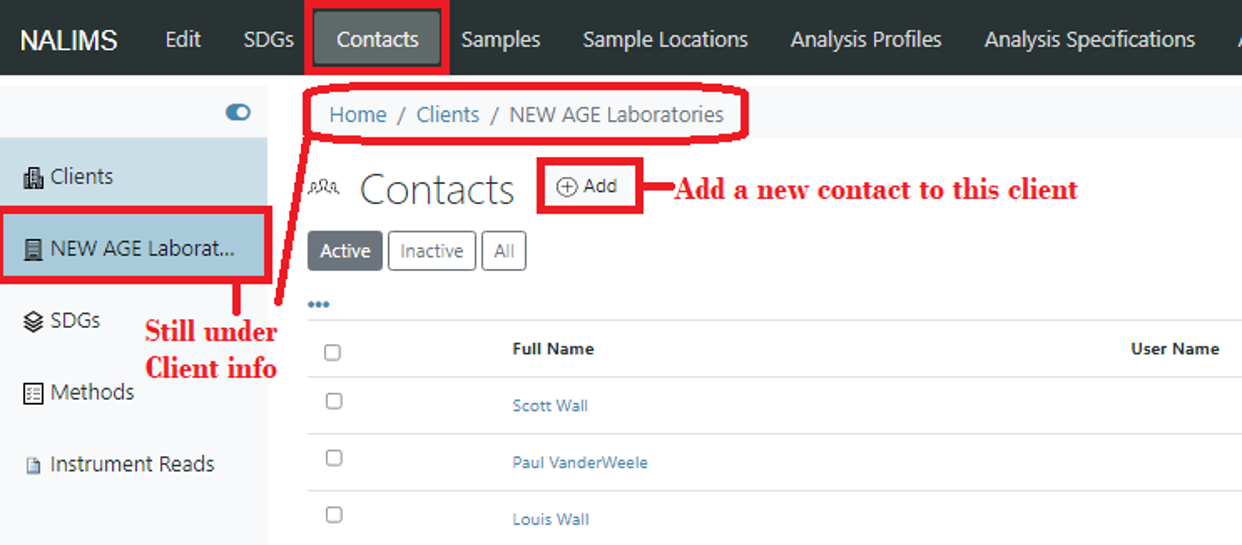 NALIMS Edit SDGs Contacts Samples Sample Locations Analysis Profiles Analysis Specifications
Home / Clients / NEW AGE Laboratories
Clients
Contacts Add Add a new contact to this client
NEW AGE Laborat... Active Inactive All
SDGs
Still under
Client info
Full Name User Name
Methods
Scott Wall
Instrument Reads
Paul VanderWeele
Louis Wall